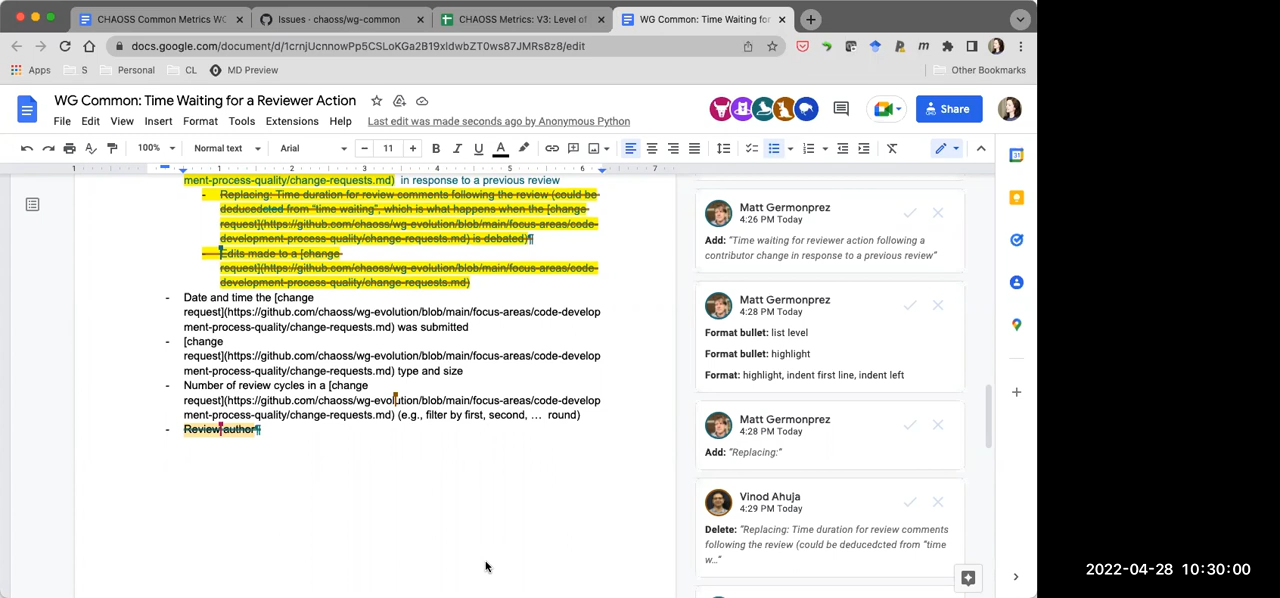 CHAOSS Common Metrics WG
Issues · chaoss/wg-common
CHAOSS Metrics: V3: Level of
WG Common: Time Waiting for
docs.google.com/document/d/1crnjUcnnowPp5CSLoKGa2B19xIdwbZT0ws87JMRs8z8/edit
Apps S Personal CL MD Preview Other Bookmarks
WG Common: Time Waiting for a Reviewer Action
Share
File Edit View Insert Format Tools Extensions Help Last edit was made seconds ago by Anonymous Python
100% Normal text Arial − 11 + B I U A
1 1 2 3 4 5 6 7
ment-process-quality/change-requests.md) in response to a previous review
- Replacing: Time duration for review comments following the review (could be
deducedcted from "time waiting", which is what happens when the [change
request](https://github.com/chaoss/wg-evolution/blob/main/focus-areas/code-
development-process-quality/change-requests.md) is debated)¶
- Edits made to a [change
request](https://github.com/chaoss/wg-evolution/blob/main/focus-areas/code-
development-process-quality/change-requests.md)
- Date and time the [change
request](https://github.com/chaoss/wg-evolution/blob/main/focus-areas/code-develop
ment-process-quality/change-requests.md) was submitted
- [change
request](https://github.com/chaoss/wg-evolution/blob/main/focus-areas/code-develop
ment-process-quality/change-requests.md) type and size
- Number of review cycles in a [change
request](https://github.com/chaoss/wg-evolution/blob/main/focus-areas/code-develop
ment-process-quality/change-requests.md) (e.g., filter by first, second, … round)
- Review author¶
Matt Germonprez
4:26 PM Today
Add: "Time waiting for reviewer action following a
contributor change in response to a previous review"
Matt Germonprez
4:28 PM Today
Format bullet: list level
Format bullet: highlight
Format: highlight, indent first line, indent left
Matt Germonprez
4:28 PM Today
Add: "Replacing:"
Vinod Ahuja
4:29 PM Today
Delete: "Replacing: Time duration for review comments
following the review (could be deducedcted from "time
w…"
2022-04-28 10:30:00